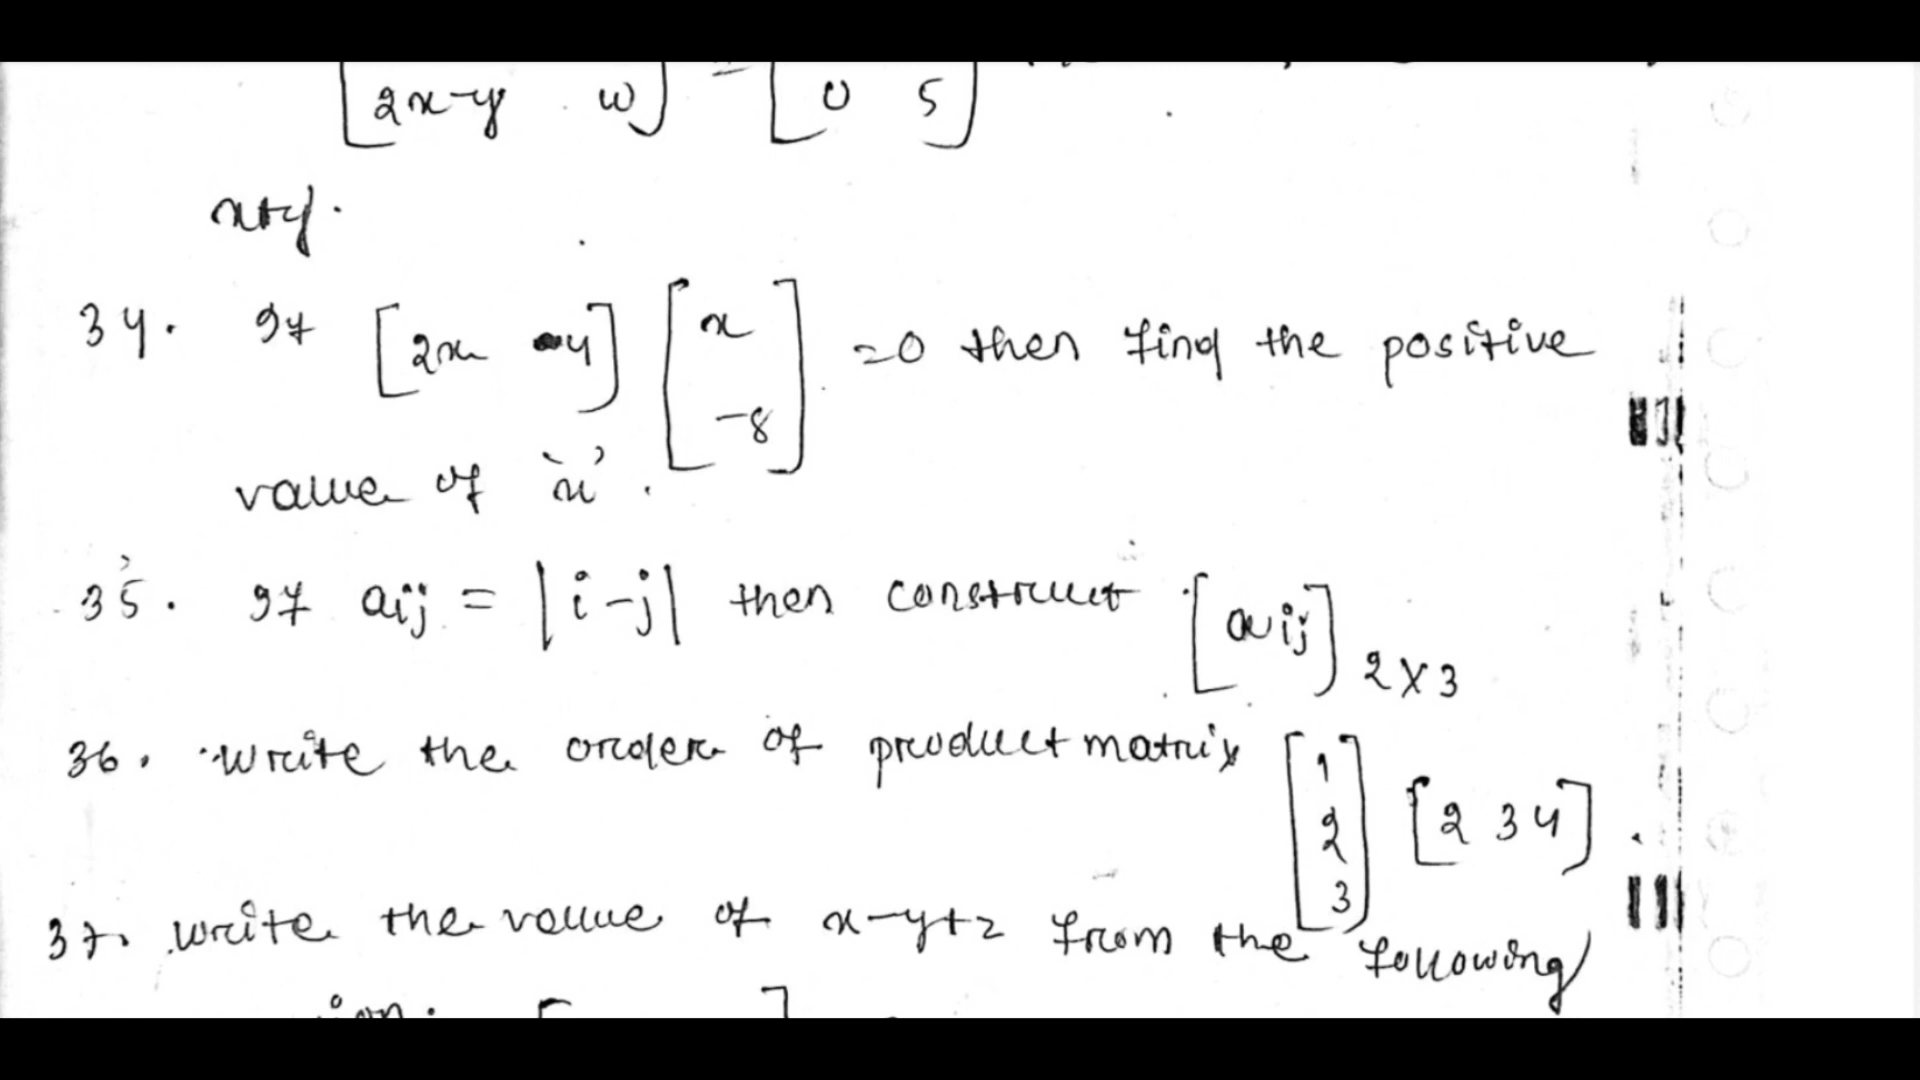 [2x-y w] = [0 5]
x+y.
34. If [2x 4] [x -8] =0 then find the positive
value of 'x'.
35. If aij = |i-j| then construct [aij] 2X3
36. Write the order of product matrix [1 2 3] [2 3 4].
37. Write the value of x-y+z from the following